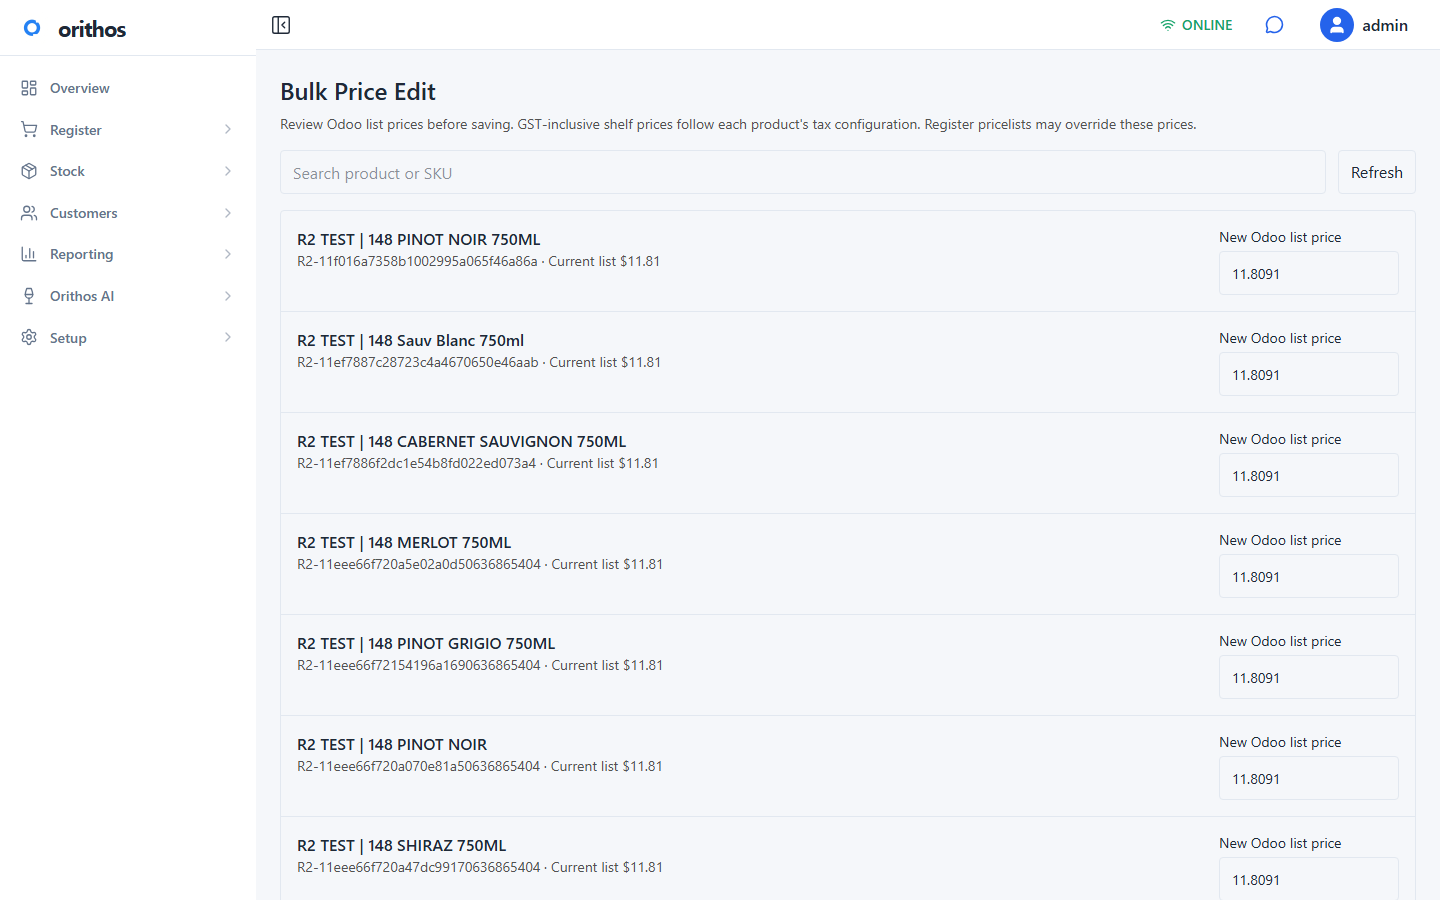 orithos
ONLINE
admin
Overview
Register
Stock
Customers
Reporting
Orithos AI
Setup
Bulk Price Edit
Review Odoo list prices before saving. GST-inclusive shelf prices follow each product's tax configuration. Register pricelists may override these prices.
Search product or SKU
Refresh
R2 TEST | 148 PINOT NOIR 750ML
R2-11f016a7358b1002995a065f46a86a · Current list $11.81
New Odoo list price
11.8091
R2 TEST | 148 Sauv Blanc 750ml
R2-11ef7887c28723c4a4670650e46aab · Current list $11.81
New Odoo list price
11.8091
R2 TEST | 148 CABERNET SAUVIGNON 750ML
R2-11ef7886f2dc1e54b8fd022ed073a4 · Current list $11.81
New Odoo list price
11.8091
R2 TEST | 148 MERLOT 750ML
R2-11eee66f720a5e02a0d50636865404 · Current list $11.81
New Odoo list price
11.8091
R2 TEST | 148 PINOT GRIGIO 750ML
R2-11eee66f72154196a1690636865404 · Current list $11.81
New Odoo list price
11.8091
R2 TEST | 148 PINOT NOIR
R2-11eee66f720a070e81a50636865404 · Current list $11.81
New Odoo list price
11.8091
R2 TEST | 148 SHIRAZ 750ML
R2-11eee66f720a47dc99170636865404 · Current list $11.81
New Odoo list price
11.8091